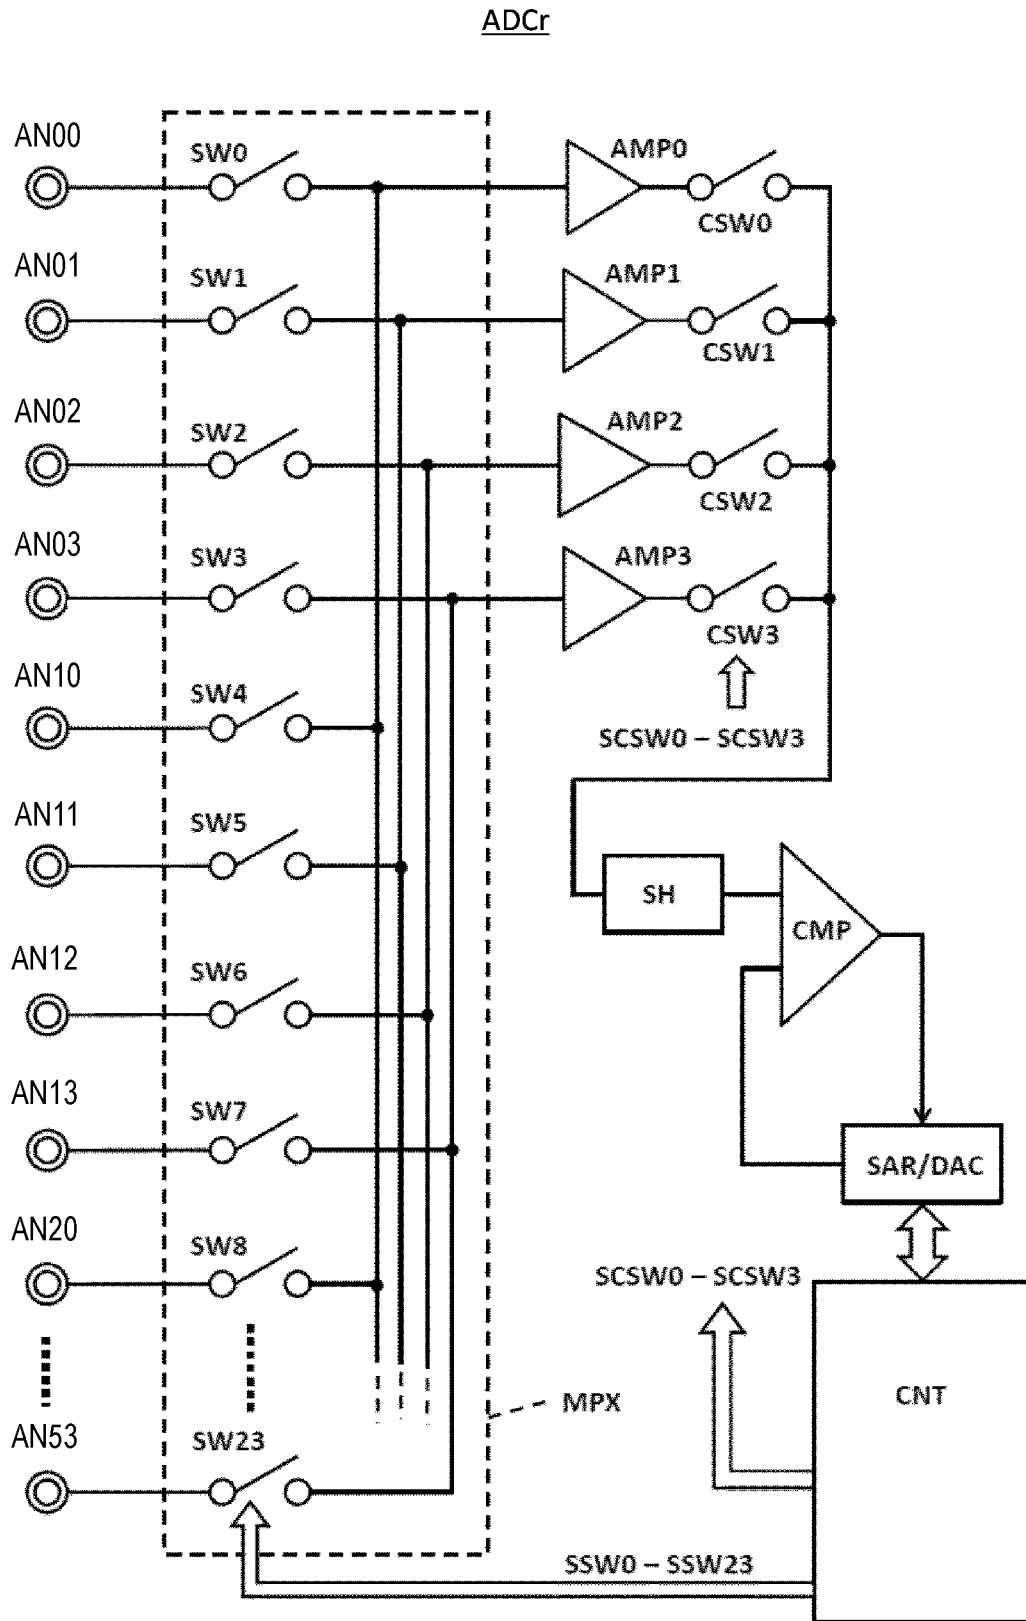 ADCr
AN00
SW0
AMP0
CSW0
AN01
SW1
AMP1
CSW1
AN02
SW2
AMP2
CSW2
AN03
SW3
AMP3
CSW3
AN10
SW4
SCSW0 – SCSW3
AN11
SW5
SH
CMP
AN12
SW6
AN13
SW7
SAR/DAC
AN20
SW8
SCSW0 – SCSW3
CNT
MPX
AN53
SW23
SSW0 – SSW23